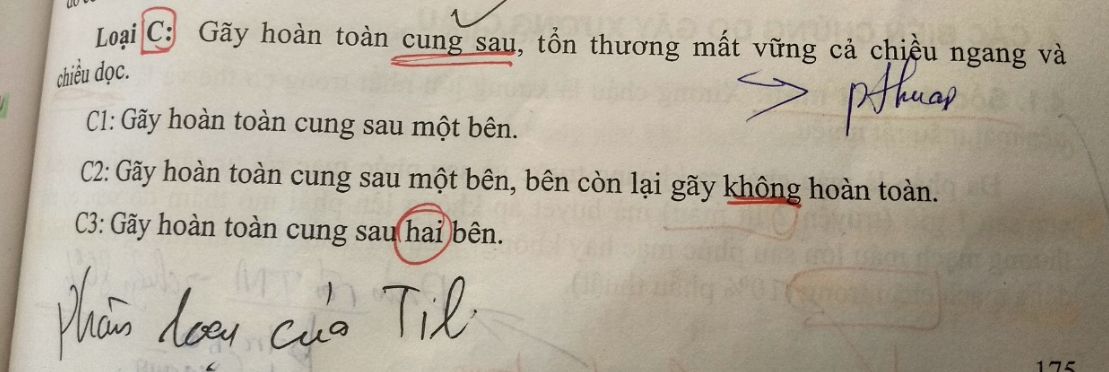 Loại C: Gãy hoàn toàn cung sau, tổn thương mất vững cả chiều ngang và
chiều dọc.
=> pthuap
C1: Gãy hoàn toàn cung sau một bên.
C2: Gãy hoàn toàn cung sau một bên, bên còn lại gãy không hoàn toàn.
C3: Gãy hoàn toàn cung sau hai bên.
Phân loại của Til
175